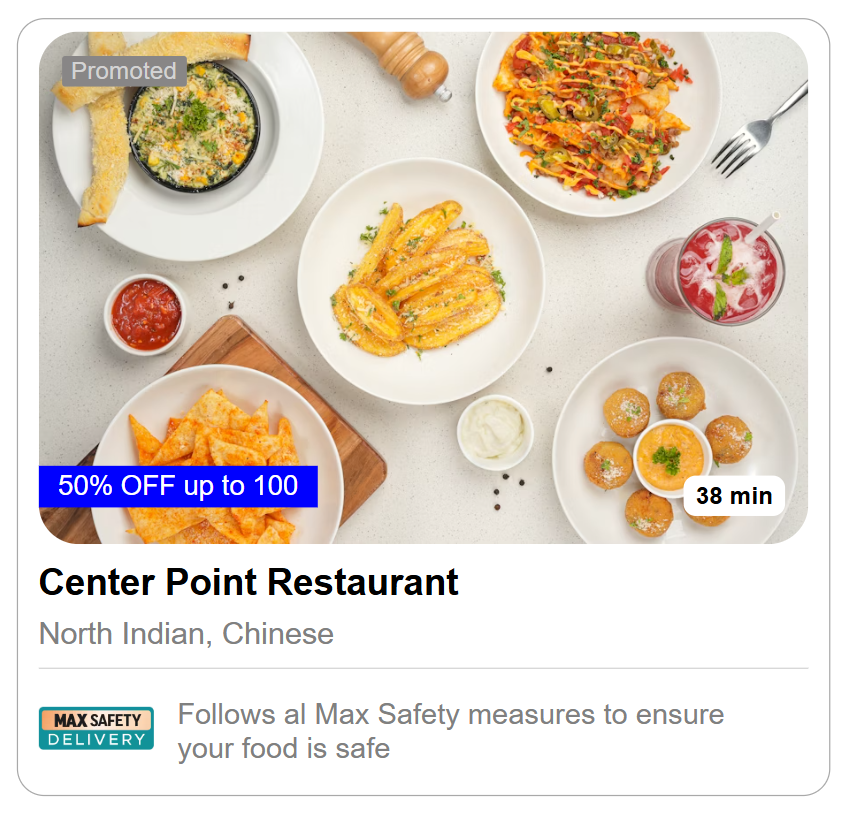 Promoted
50% OFF up to 100
38 min
Center Point Restaurant
North Indian, Chinese
MAX SAFETY
DELIVERY
Follows al Max Safety measures to ensure
your food is safe